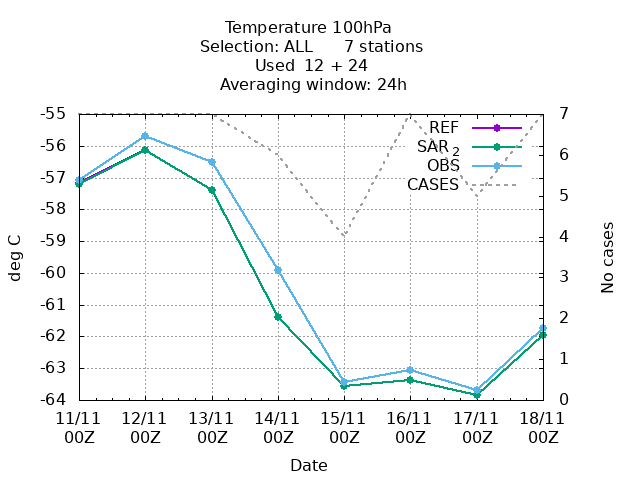 Temperature 100hPa
Selection: ALL 7 stations
Used 12 + 24
Averaging window: 24h
-55
-56
-57
-58
-59
-60
-61
-62
-63
-64
deg C
7
6
5
4
3
2
1
0
No cases
REF
SAR 2
OBS
CASES
11/11 12/11 13/11 14/11 15/11 16/11 17/11 18/11
00Z 00Z 00Z 00Z 00Z 00Z 00Z 00Z
Date